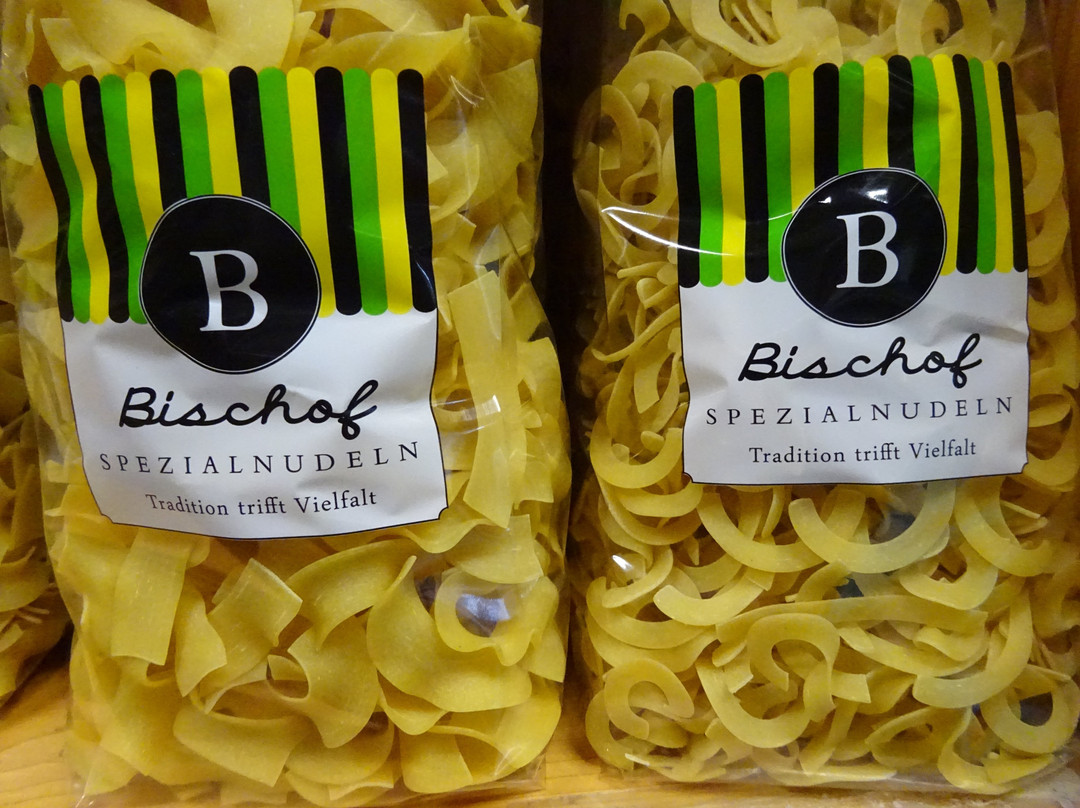 B
Bischof
SPEZIALNUDELN
Tradition trifft Vielfalt
B
Bischof
SPEZIALNUDELN
Tradition trifft Vielfalt